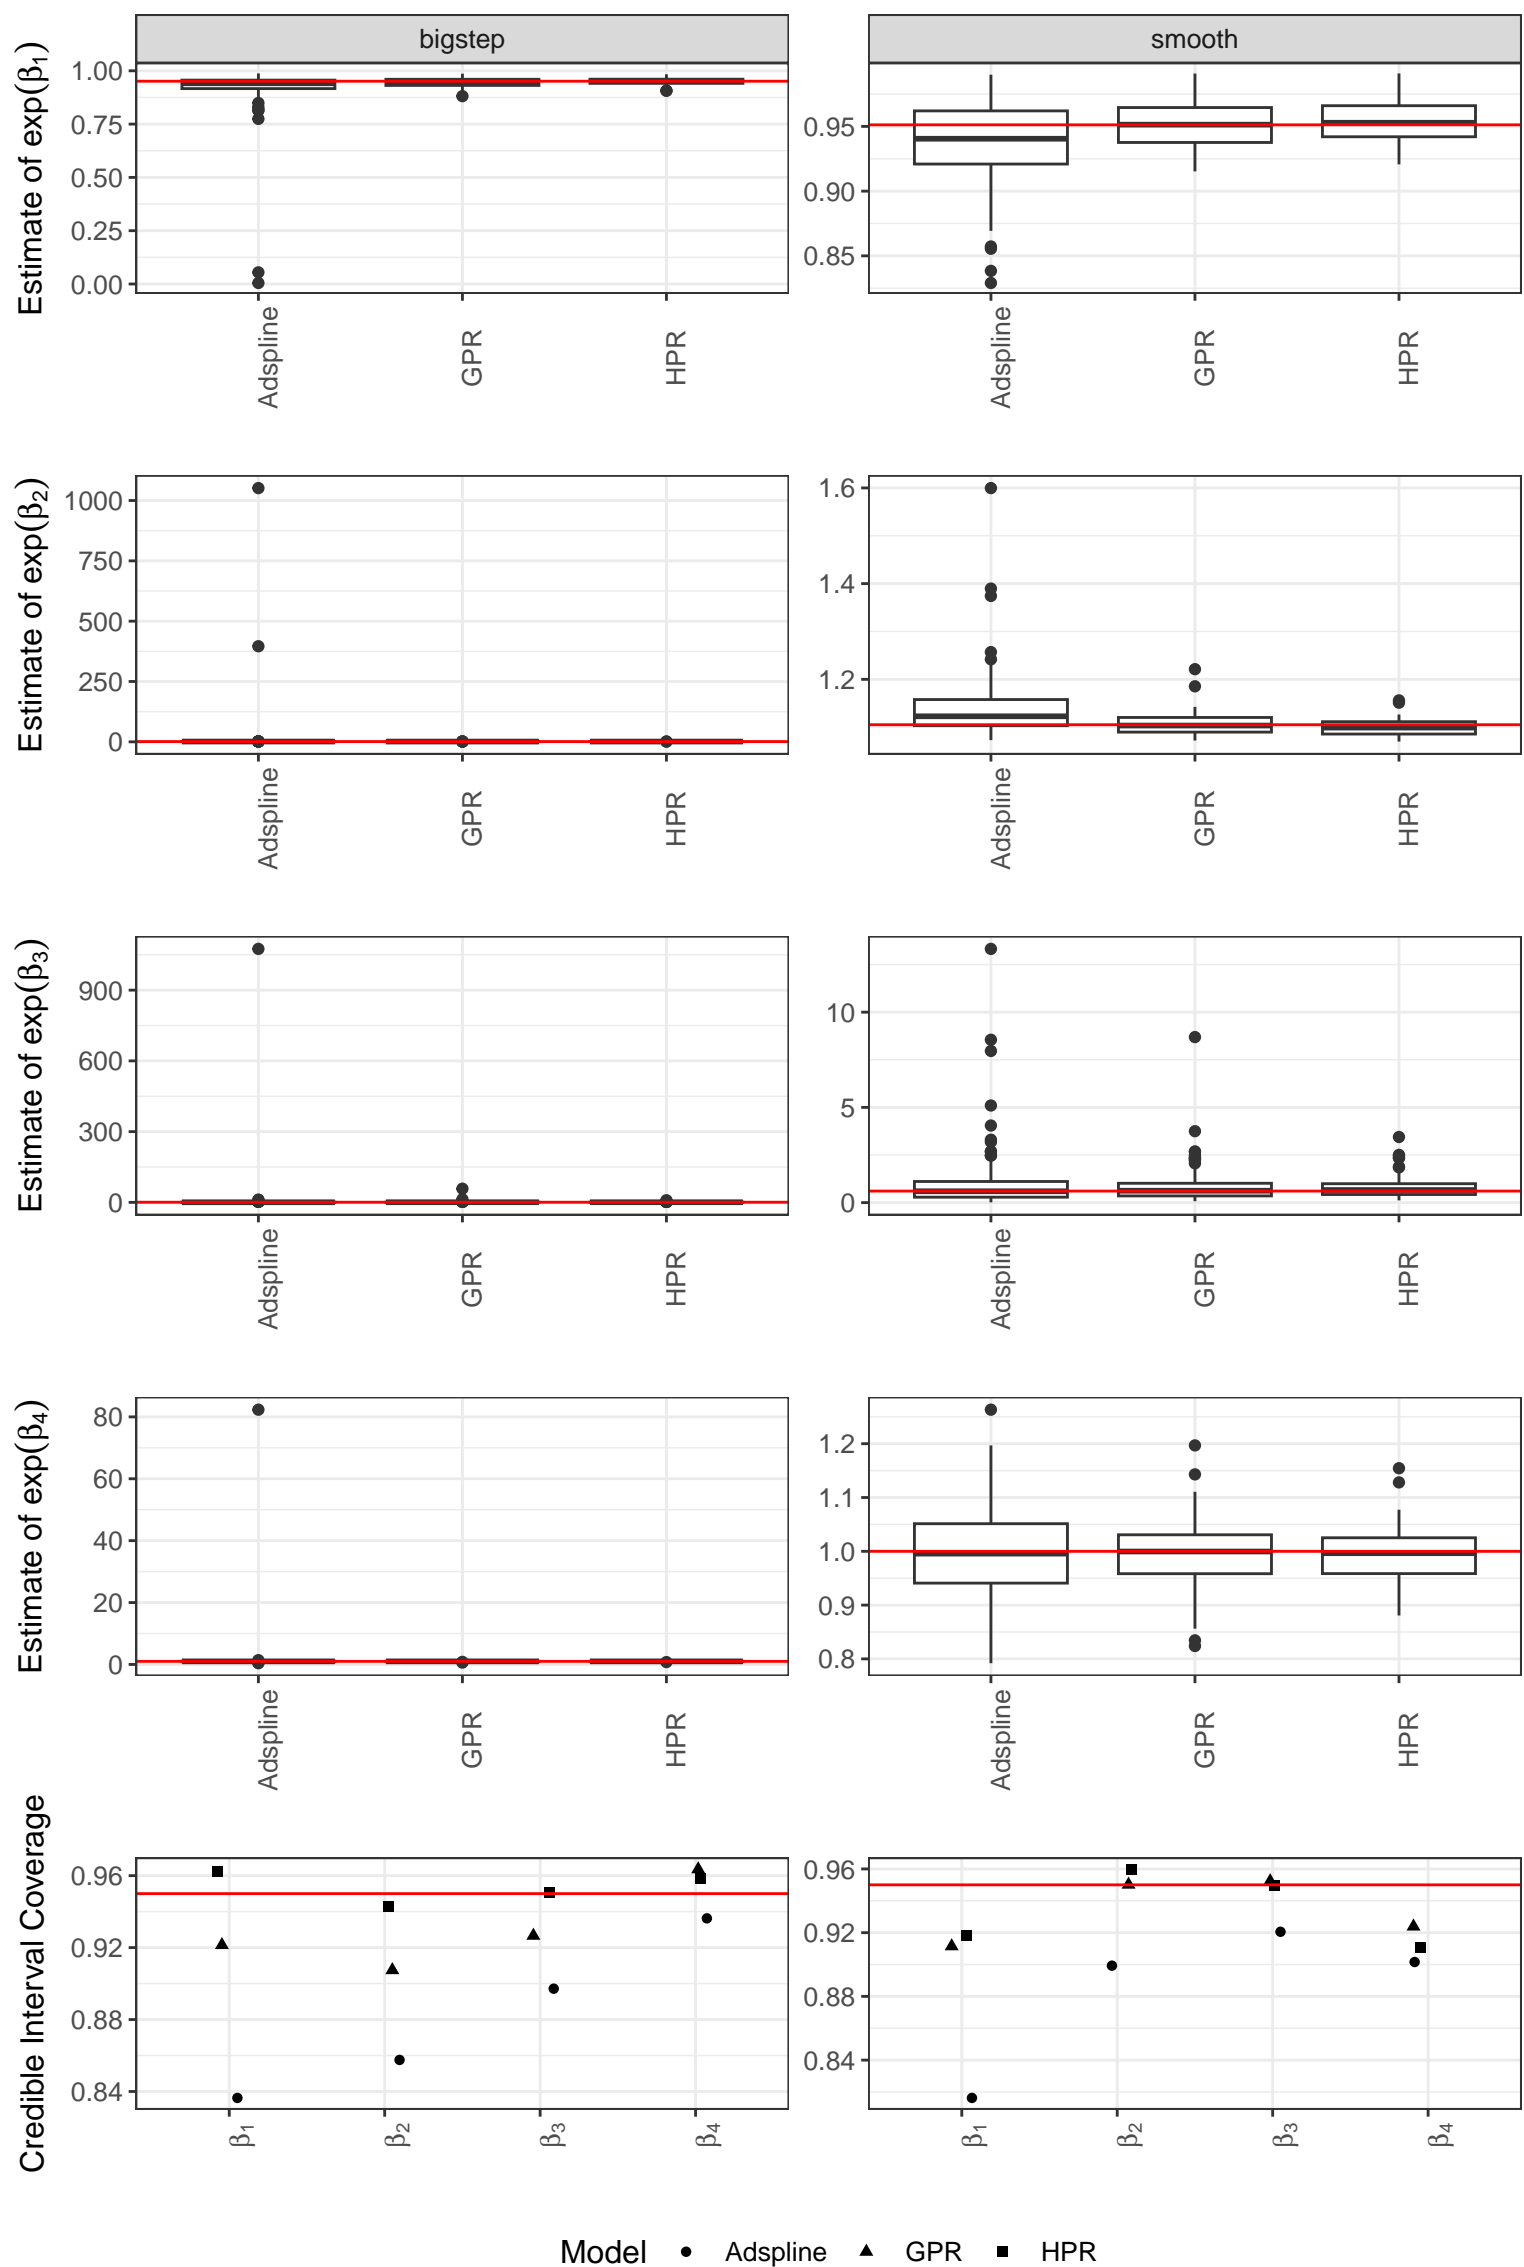 bigstep
smooth
Estimate of exp(β₁)
1.00
0.75
0.50
0.25
0.00
0.95
0.90
0.85
Adspline
GPR
HPR
Adspline
GPR
HPR
Estimate of exp(β₂)
1000
750
500
250
0
1.6
1.4
1.2
Adspline
GPR
HPR
Adspline
GPR
HPR
Estimate of exp(β₃)
900
600
300
0
10
5
0
Adspline
GPR
HPR
Adspline
GPR
HPR
Estimate of exp(β₄)
80
60
40
20
0
1.2
1.1
1.0
0.9
0.8
Adspline
GPR
HPR
Adspline
GPR
HPR
Credible Interval Coverage
0.96
0.92
0.88
0.84
0.96
0.92
0.88
0.84
β₁
β₂
β₃
β₄
β₁
β₂
β₃
β₄
Model Adspline GPR HPR